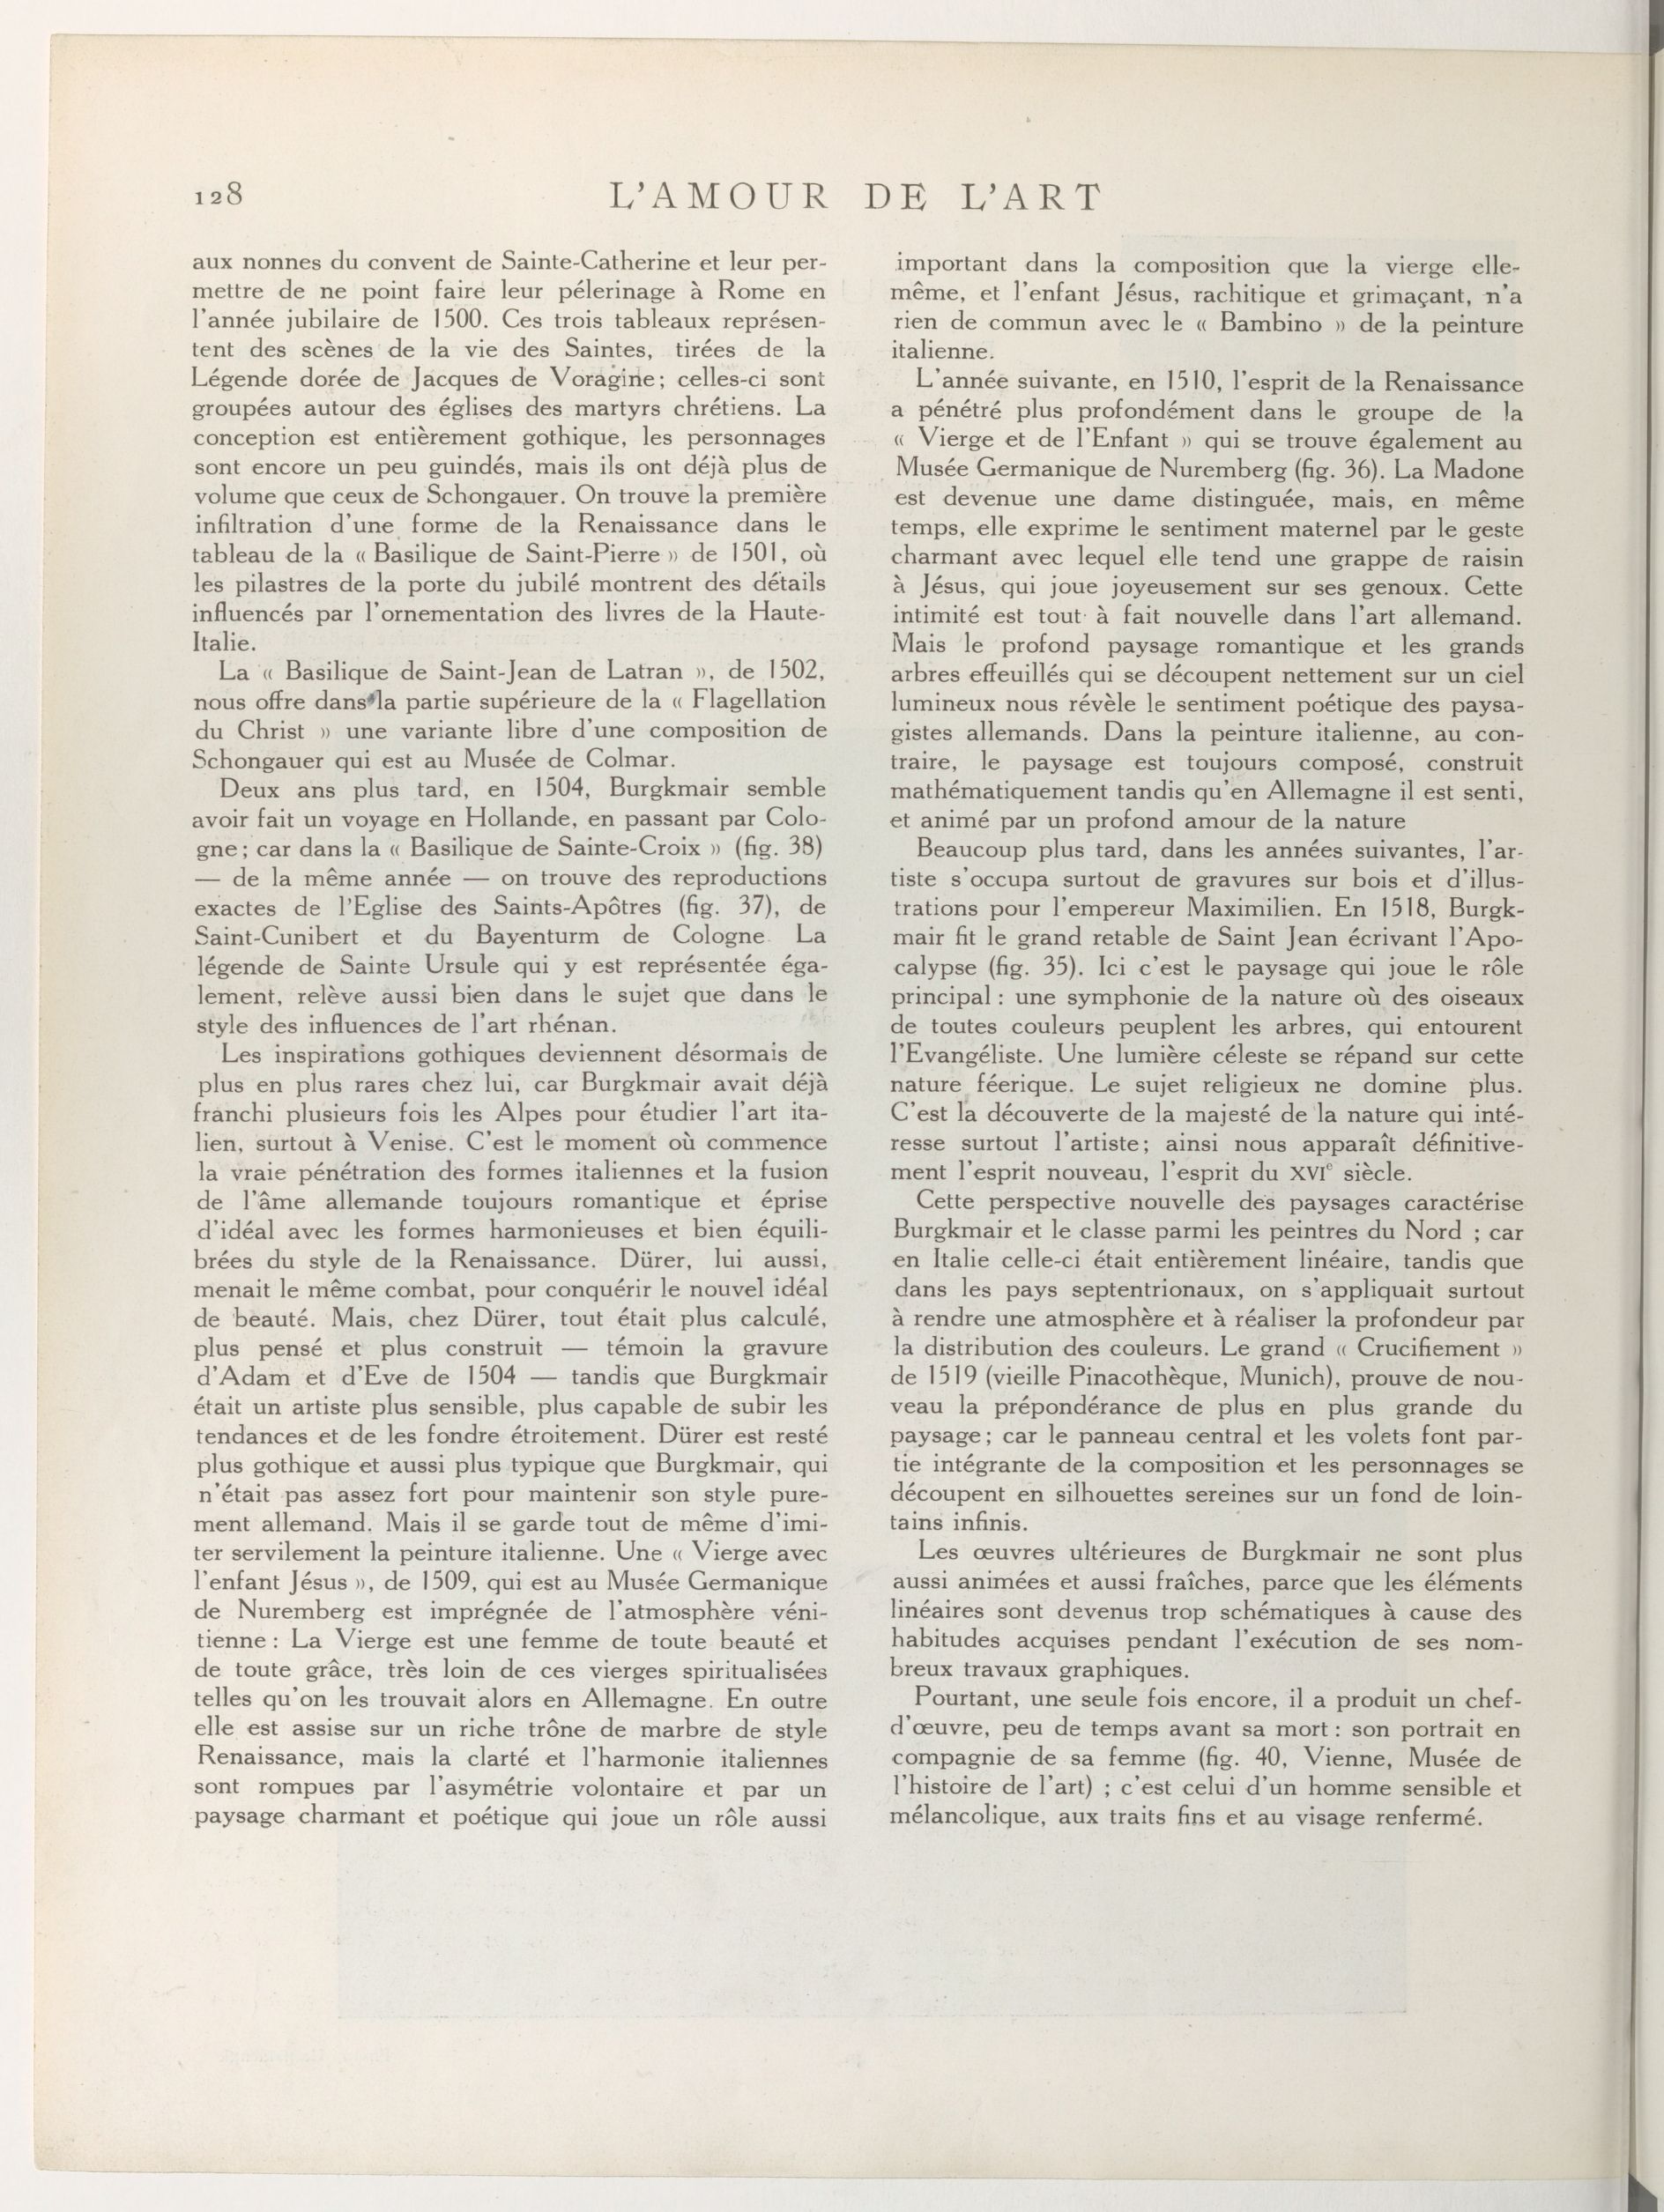 128
L'AMOUR DE L'ART
aux nonnes du convent de Sainte-Catherine et leur per-
mettre de ne point faire leur pélerinage à Rome en
l'année jubilaire de 1500. Ces trois tableaux représen-
tent des scènes de la vie des Saintes, tirées de la
Légende dorée de Jacques de Voragine; celles-ci sont
groupées autour des églises des martyrs chrétiens. La
conception est entièrement gothique, les personnages
sont encore un peu guindés, mais ils ont déjà plus de
volume que ceux de Schongauer. On trouve la première
infiltration d'une forme de la Renaissance dans le
tableau de la « Basilique de Saint-Pierre » de 1501, où
les pilastres de la porte du jubilé montrent des détails
influencés par l'ornementation des livres de la Haute-
Italie.
La « Basilique de Saint-Jean de Latran », de 1502,
nous offre dans la partie supérieure de la « Flagellation
du Christ » une variante libre d'une composition de
Schongauer qui est au Musée de Colmar.
Deux ans plus tard, en 1504, Burgkmair semble
avoir fait un voyage en Hollande, en passant par Colo-
gne; car dans la « Basilique de Sainte-Croix » (fig. 38)
— de la même année — on trouve des reproductions
exactes de l'Eglise des Saints-Apôtres (fig. 37), de
Saint-Cunibert et du Bayenturm de Cologne. La
légende de Sainte Ursule qui y est représentée éga-
lement, relève aussi bien dans le sujet que dans le
style des influences de l'art rhénan.
Les inspirations gothiques deviennent désormais de
plus en plus rares chez lui, car Burgkmair avait déjà
franchi plusieurs fois les Alpes pour étudier l'art ita-
lien, surtout à Venise. C'est le moment où commence
la vraie pénétration des formes italiennes et la fusion
de l'âme allemande toujours romantique et éprise
d'idéal avec les formes harmonieuses et bien équili-
brées du style de la Renaissance. Dürer, lui aussi,
menait le même combat, pour conquérir le nouvel idéal
de beauté. Mais, chez Dürer, tout était plus calculé,
plus pensé et plus construit — témoin la gravure
d'Adam et d'Eve de 1504 — tandis que Burgkmair
était un artiste plus sensible, plus capable de subir les
tendances et de les fondre étroitement. Dürer est resté
plus gothique et aussi plus typique que Burgkmair, qui
n'était pas assez fort pour maintenir son style pure-
ment allemand. Mais il se garde tout de même d'imi-
ter servilement la peinture italienne. Une « Vierge avec
l'enfant Jésus », de 1509, qui est au Musée Germanique
de Nuremberg est imprégnée de l'atmosphère véni-
tienne : La Vierge est une femme de toute beauté et
de toute grâce, très loin de ces vierges spiritualisées
telles qu'on les trouvait alors en Allemagne. En outre
elle est assise sur un riche trône de marbre de style
Renaissance, mais la clarté et l'harmonie italiennes
sont rompues par l'asymétrie volontaire et par un
paysage charmant et poétique qui joue un rôle aussi
important dans la composition que la vierge elle-
même, et l'enfant Jésus, rachitique et grimaçant, n'a
rien de commun avec le « Bambino » de la peinture
italienne.
L'année suivante, en 1510, l'esprit de la Renaissance
a pénétré plus profondément dans le groupe de la
« Vierge et de l'Enfant » qui se trouve également au
Musée Germanique de Nuremberg (fig. 36). La Madone
est devenue une dame distinguée, mais, en même
temps, elle exprime le sentiment maternel par le geste
charmant avec lequel elle tend une grappe de raisin
à Jésus, qui joue joyeusement sur ses genoux. Cette
intimité est tout à fait nouvelle dans l'art allemand.
Mais le profond paysage romantique et les grands
arbres effeuillés qui se découpent nettement sur un ciel
lumineux nous révèle le sentiment poétique des paysa-
gistes allemands. Dans la peinture italienne, au con-
traire, le paysage est toujours composé, construit
mathématiquement tandis qu'en Allemagne il est senti,
et animé par un profond amour de la nature
Beaucoup plus tard, dans les années suivantes, l'ar-
tiste s'occupa surtout de gravures sur bois et d'illus-
trations pour l'empereur Maximilien. En 1518, Burgk-
mair fit le grand retable de Saint Jean écrivant l'Apo-
calypse (fig. 35). Ici c'est le paysage qui joue le rôle
principal : une symphonie de la nature où des oiseaux
de toutes couleurs peuplent les arbres, qui entourent
l'Evangéliste. Une lumière céleste se répand sur cette
nature féerique. Le sujet religieux ne domine plus.
C'est la découverte de la majesté de la nature qui inté-
resse surtout l'artiste; ainsi nous apparaît définitive-
ment l'esprit nouveau, l'esprit du XVIe siècle.
Cette perspective nouvelle des paysages caractérise
Burgkmair et le classe parmi les peintres du Nord ; car
en Italie celle-ci était entièrement linéaire, tandis que
dans les pays septentrionaux, on s'appliquait surtout
à rendre une atmosphère et à réaliser la profondeur par
la distribution des couleurs. Le grand « Crucifiement »
de 1519 (vieille Pinacothèque, Munich), prouve de nou-
veau la prépondérance de plus en plus grande du
paysage; car le panneau central et les volets font par-
tie intégrante de la composition et les personnages se
découpent en silhouettes sereines sur un fond de loin-
tains infinis.
Les œuvres ultérieures de Burgkmair ne sont plus
aussi animées et aussi fraîches, parce que les éléments
linéaires sont devenus trop schématiques à cause des
habitudes acquises pendant l'exécution de ses nom-
breux travaux graphiques.
Pourtant, une seule fois encore, il a produit un chef-
d'œuvre, peu de temps avant sa mort : son portrait en
compagnie de sa femme (fig. 40, Vienne, Musée de
l'histoire de l'art) ; c'est celui d'un homme sensible et
mélancolique, aux traits fins et au visage renfermé.